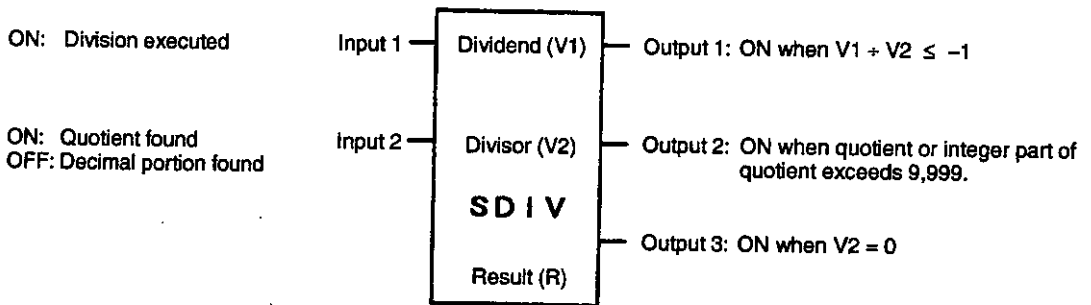 ON: Division executed
Input 1
Dividend (V1)
Output 1: ON when V1 ÷ V2 ≤ –1
ON: Quotient found
OFF: Decimal portion found
Input 2
Divisor (V2)
Output 2: ON when quotient or integer part of
quotient exceeds 9,999.
SDIV
Output 3: ON when V2 = 0
Result (R)